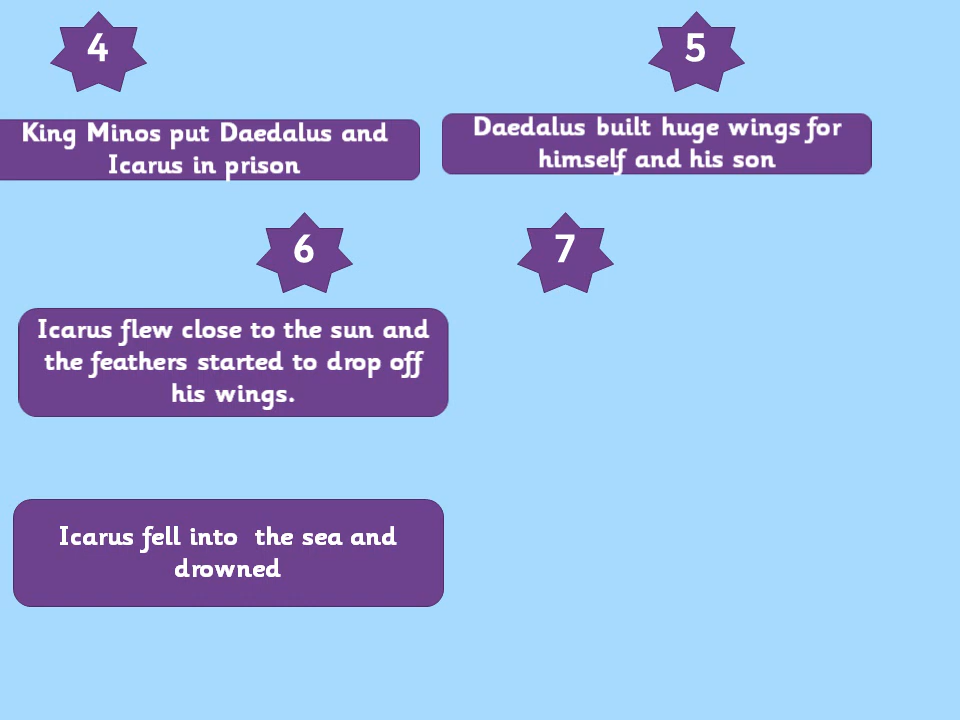 4
5
King Minos put Daedalus and
Icarus in prison
Daedalus built huge wings for
himself and his son
6
7
Icarus flew close to the sun and
the feathers started to drop off
his wings.
Icarus fell into  the sea and
drowned